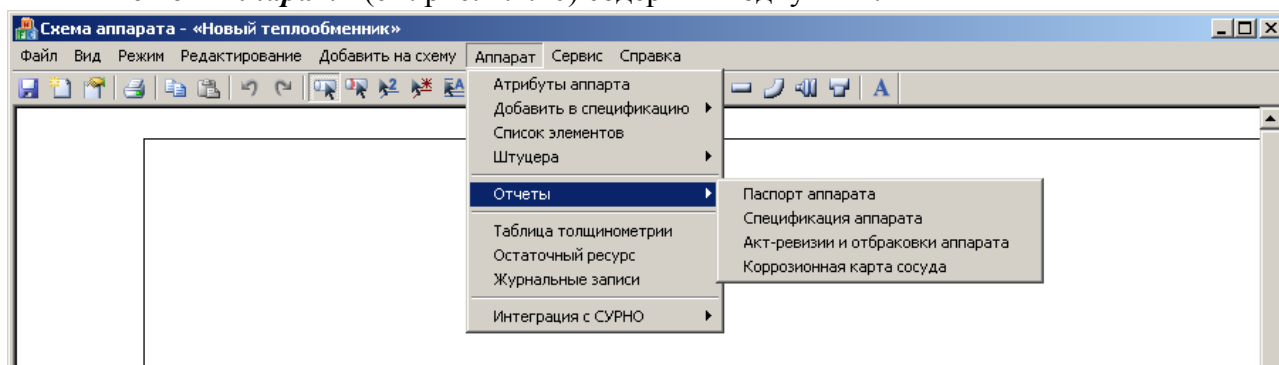 Схема аппарата - «Новый теплообменник»
Файл Вид Режим Редактирование Добавить на схему Аппарат Сервис Справка
Атрибуты аппарта
Добавить в спецификацию
Список элементов
Штуцера
Отчеты
Паспорт аппарата
Спецификация аппарата
Акт-ревизии и отбраковки аппарата
Коррозионная карта сосуда
Таблица толщинометрии
Остаточный ресурс
Журнальные записи
Интеграция с СУРНО